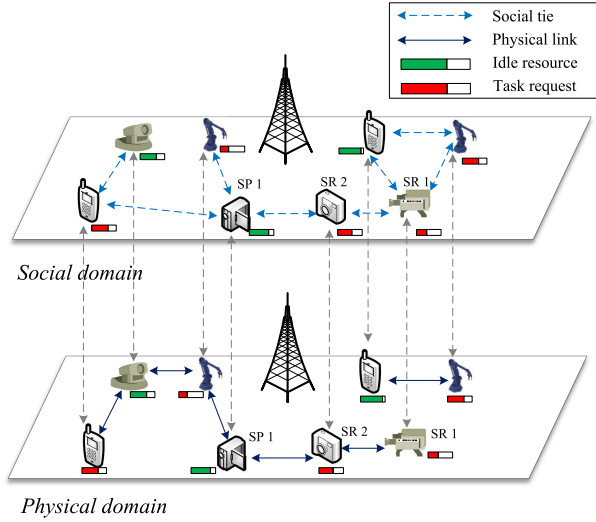 Social tie
Physical link
Idle resource
Task request
SP 1
SR 2
SR 1
Social domain
SP 1
SR 2
SR 1
Physical domain